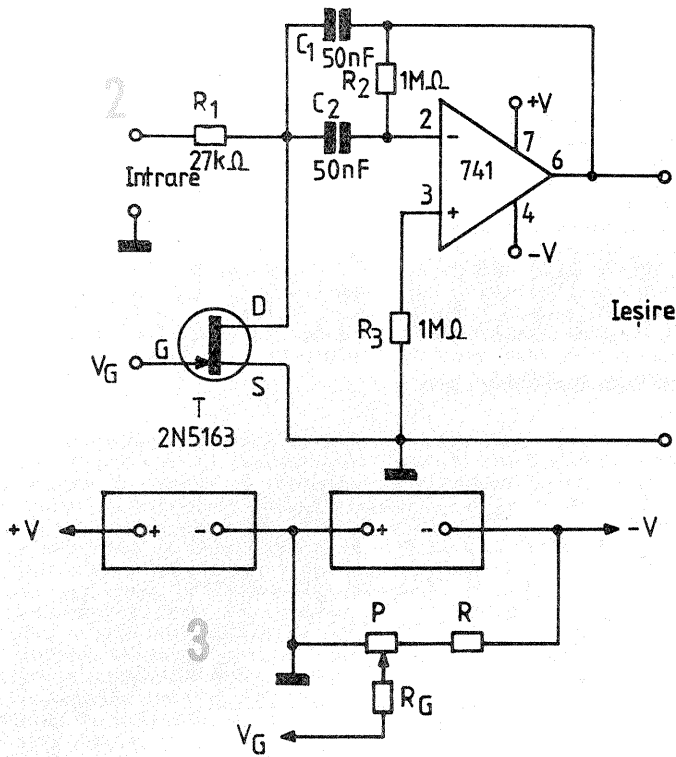 2
C1
50nF
R2
1MΩ
R1
27kΩ
C2
50nF
Intrare
2
-
3
+
741
+V
7
6
4
-V
Ieșire
R3
1MΩ
D
G
S
VG
T
2N5163
+V
+
-
+
-
-V
3
P
R
RG
VG